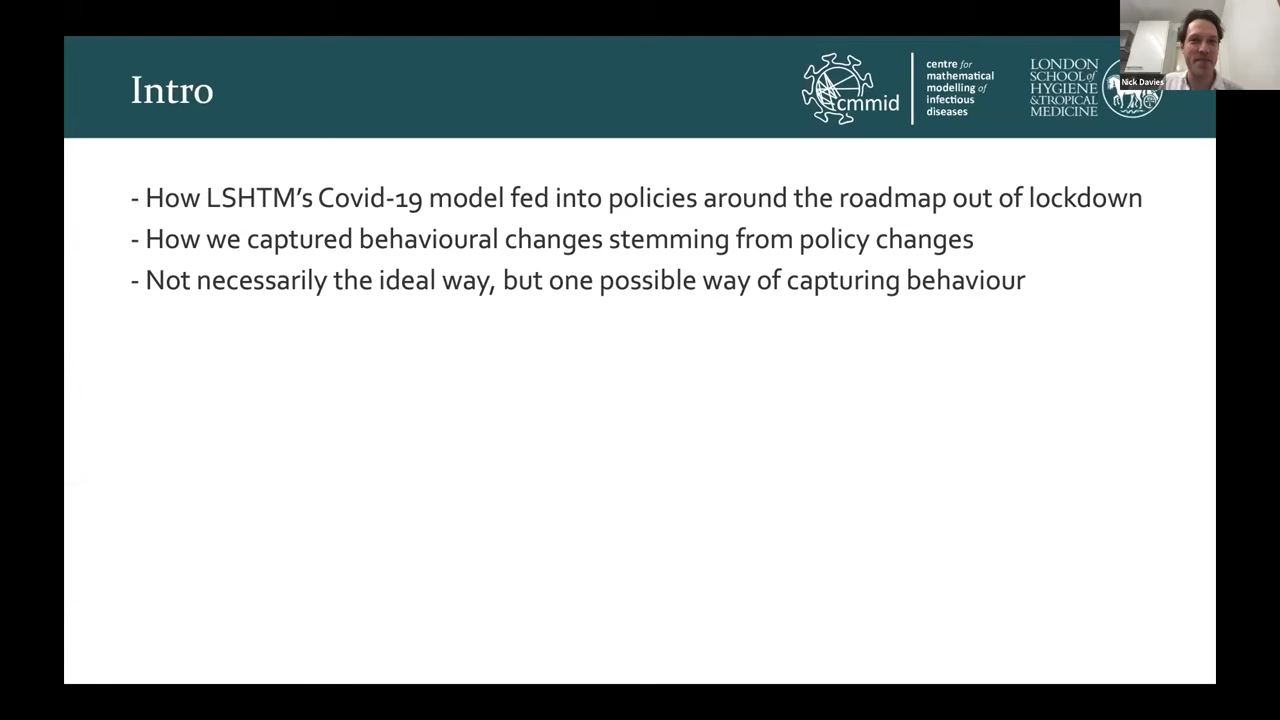 Intro
cmmid
centre for
mathematical
modelling of
infectious
diseases
LONDON
SCHOOL of
HYGIENE
& TROPICAL
MEDICINE
Nick Davies
- How LSHTM's Covid-19 model fed into policies around the roadmap out of lockdown
- How we captured behavioural changes stemming from policy changes
- Not necessarily the ideal way, but one possible way of capturing behaviour